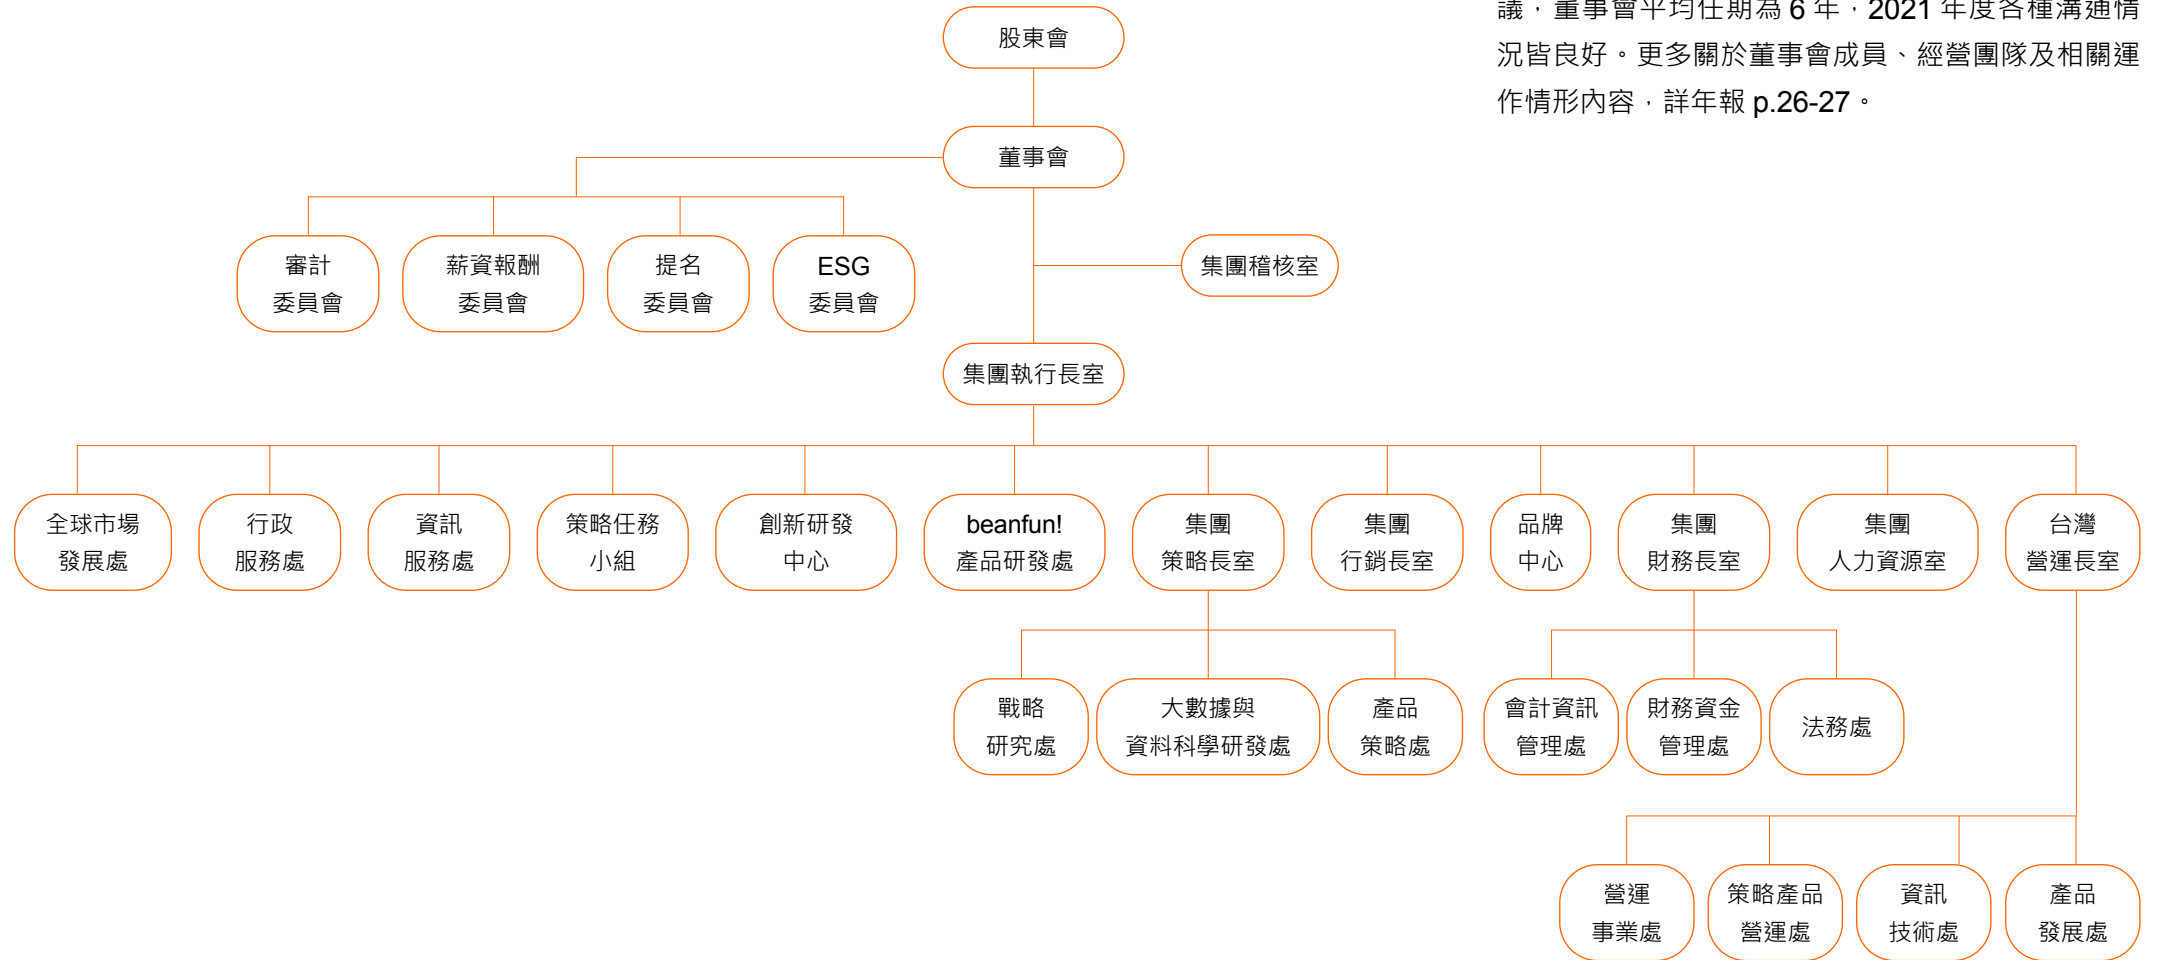 議，董事會平均任期為 6 年，2021 年度各種溝通情
況皆良好。更多關於董事會成員、經營團隊及相關運
作情形內容，詳年報 p.26-27。
股東會
董事會
審計
委員會
薪資報酬
委員會
提名
委員會
ESG
委員會
集團稽核室
集團執行長室
全球市場
發展處
行政
服務處
資訊
服務處
策略任務
小組
創新研發
中心
beanfun!
產品研發處
集團
策略長室
集團
行銷長室
品牌
中心
集團
財務長室
集團
人力資源室
台灣
營運長室
戰略
研究處
大數據與
資料科學研發處
產品
策略處
會計資訊
管理處
財務資金
管理處
法務處
營運
事業處
策略產品
營運處
資訊
技術處
產品
發展處